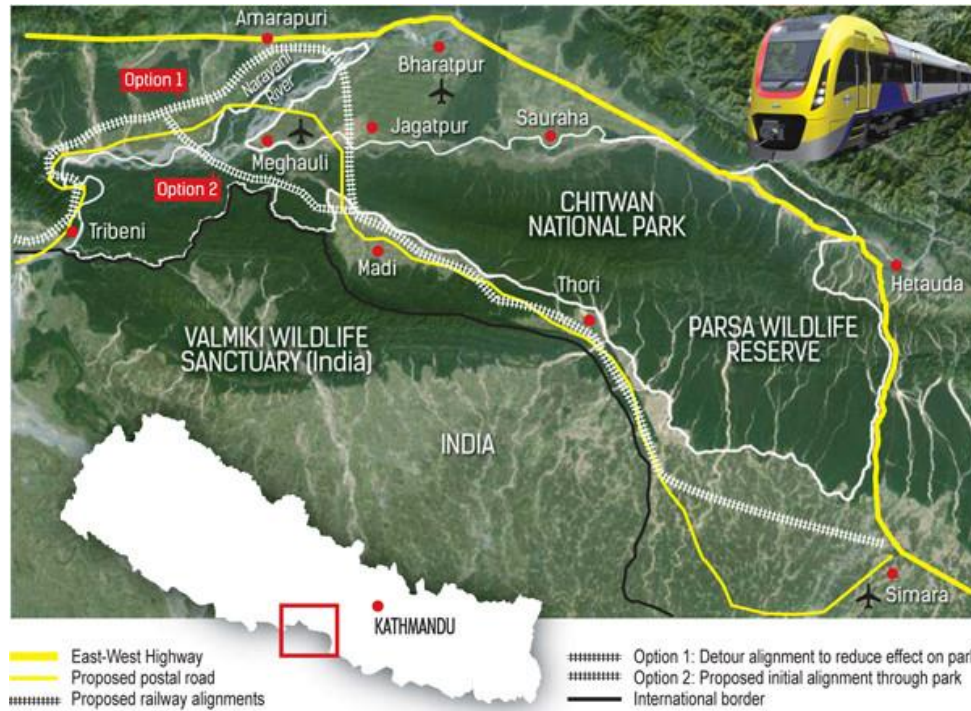 Amarapuri
Option 1
Narayani
River
Bharatpur
Jagatpur
Sauraha
Meghauli
Option 2
CHITWAN
NATIONAL PARK
Tribeni
Madi
Thori
Hetauda
VALMIKI WILDLIFE
SANCTUARY (India)
PARSA WILDLIFE
RESERVE
INDIA
Simara
KATHMANDU
East-West Highway
Proposed postal road
Proposed railway alignments
Option 1: Detour alignment to reduce effect on par
Option 2: Proposed initial alignment through park
International border